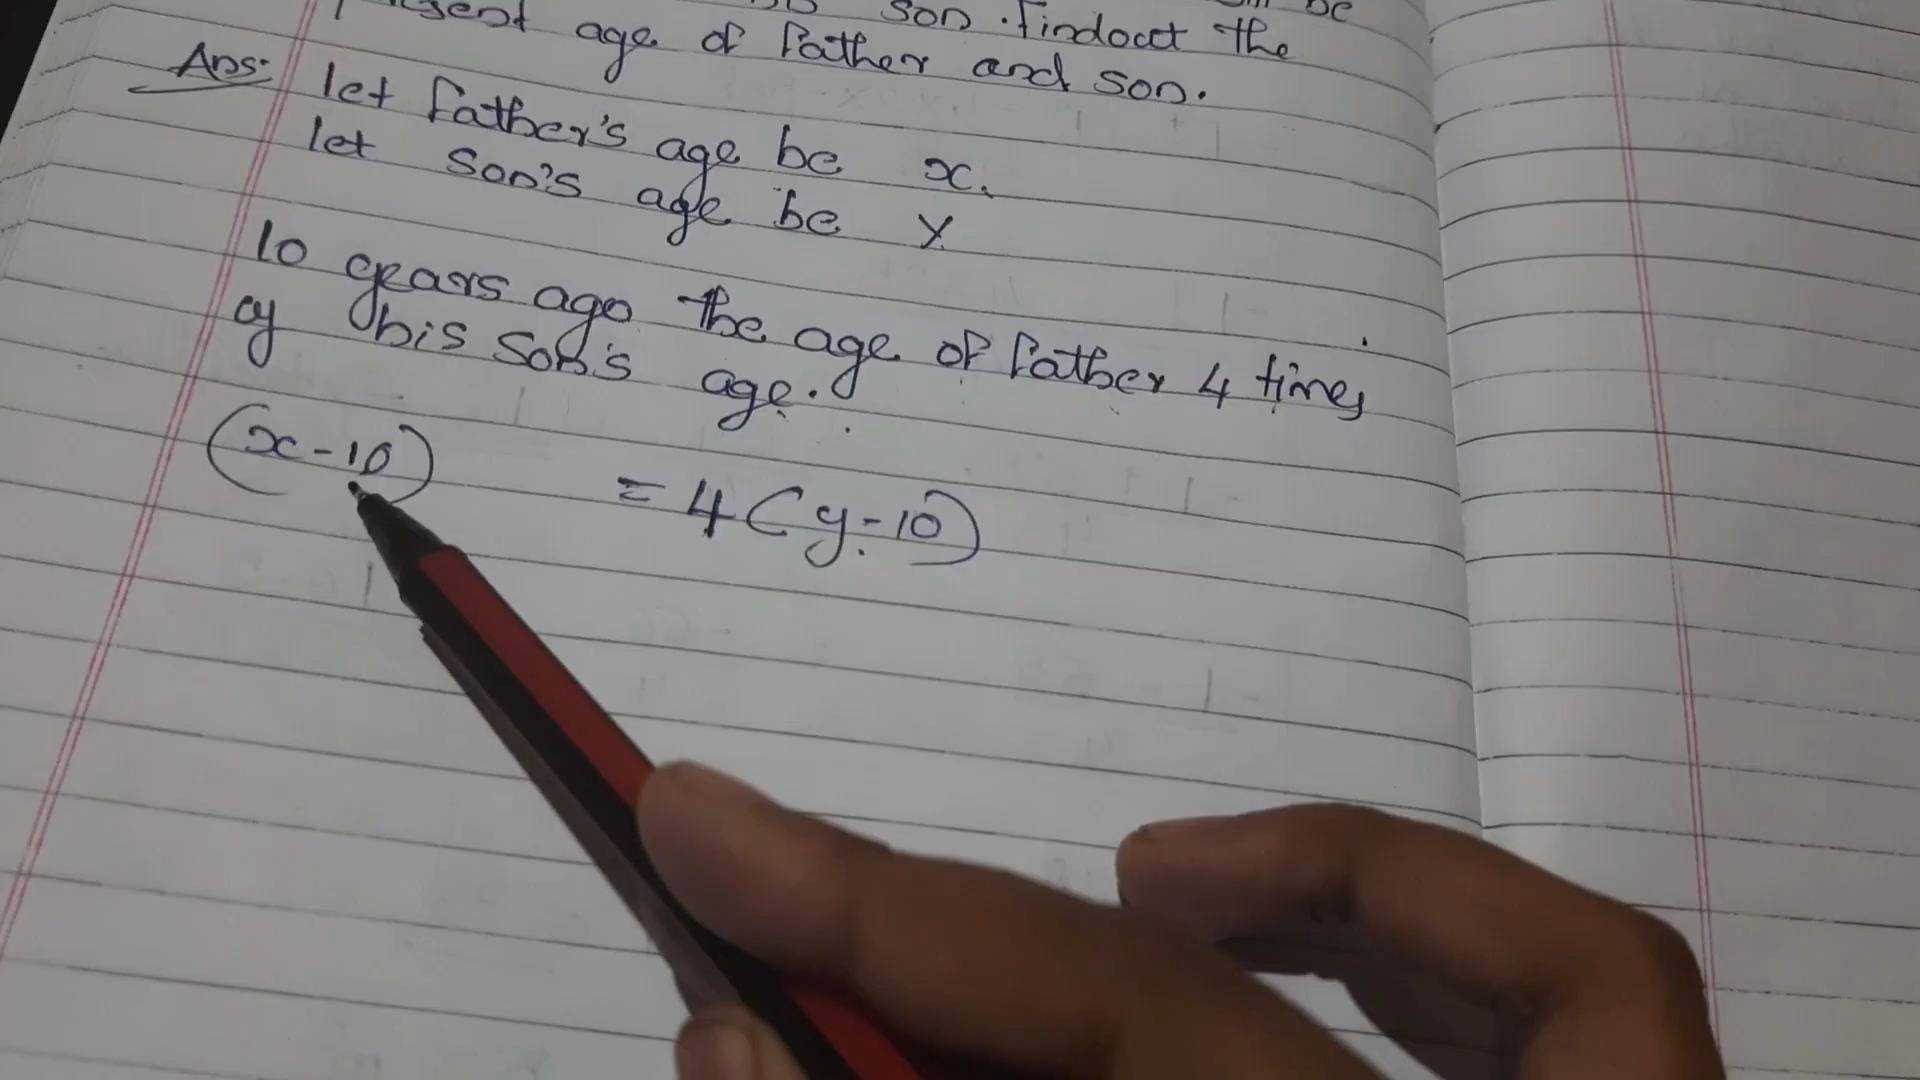 son. findout the
age of father and son.
Ans:
let father's age be x.
let son's age be y
10 years ago the age of father 4 times
of his son's age.
(x-10) = 4(y-10)